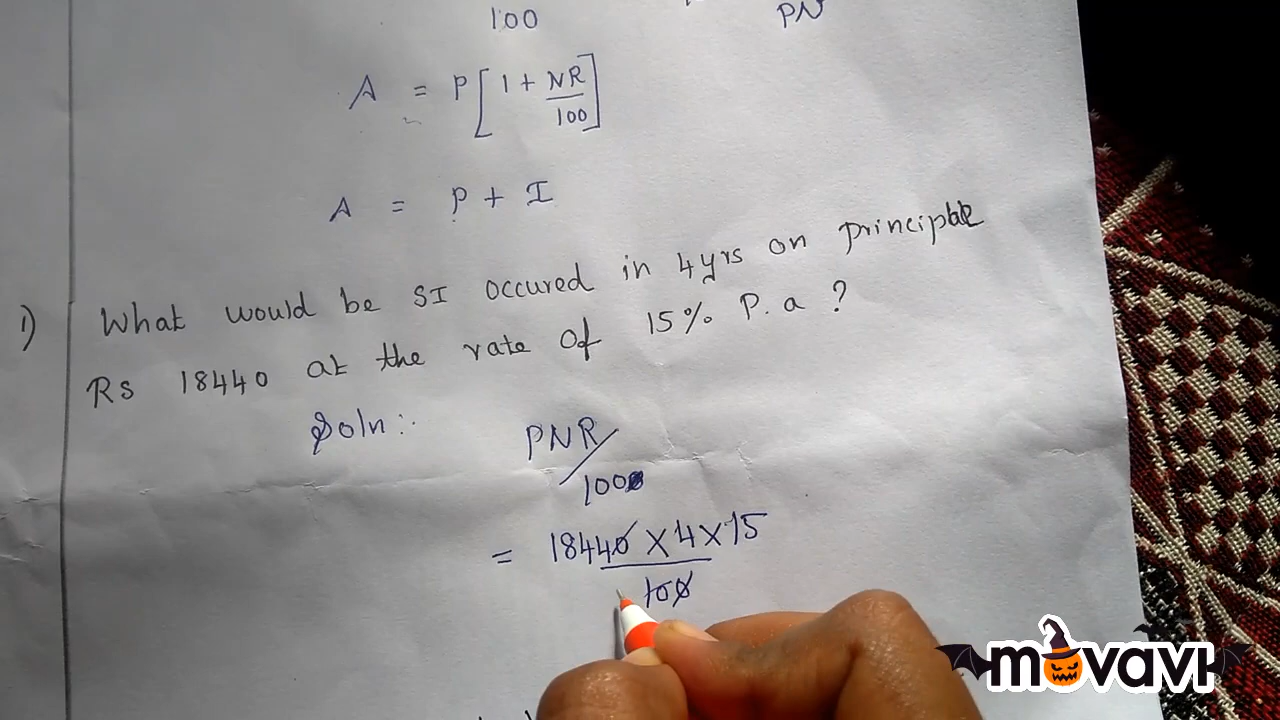 100
PN
A = P[1 + NR/100]
A = P + I
1) What would be SI occured in 4yrs on principle
Rs 18440 at the rate of 15% P.a ?
Soln:-
PNR/100
= 18440 X 4 X 15
100
movavi